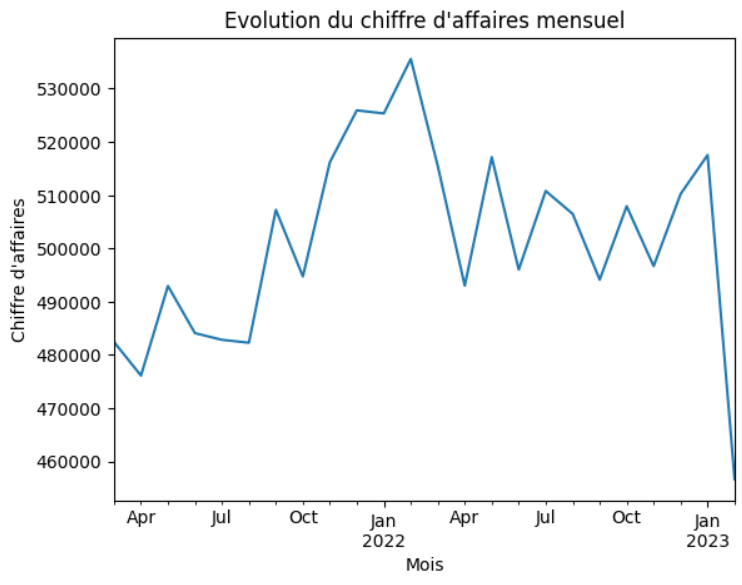 Evolution du chiffre d'affaires mensuel
530000
520000
510000
500000
490000
480000
470000
460000
Chiffre d'affaires
Apr
Jul
Oct
Jan
2022
Apr
Jul
Oct
Jan
2023
Mois